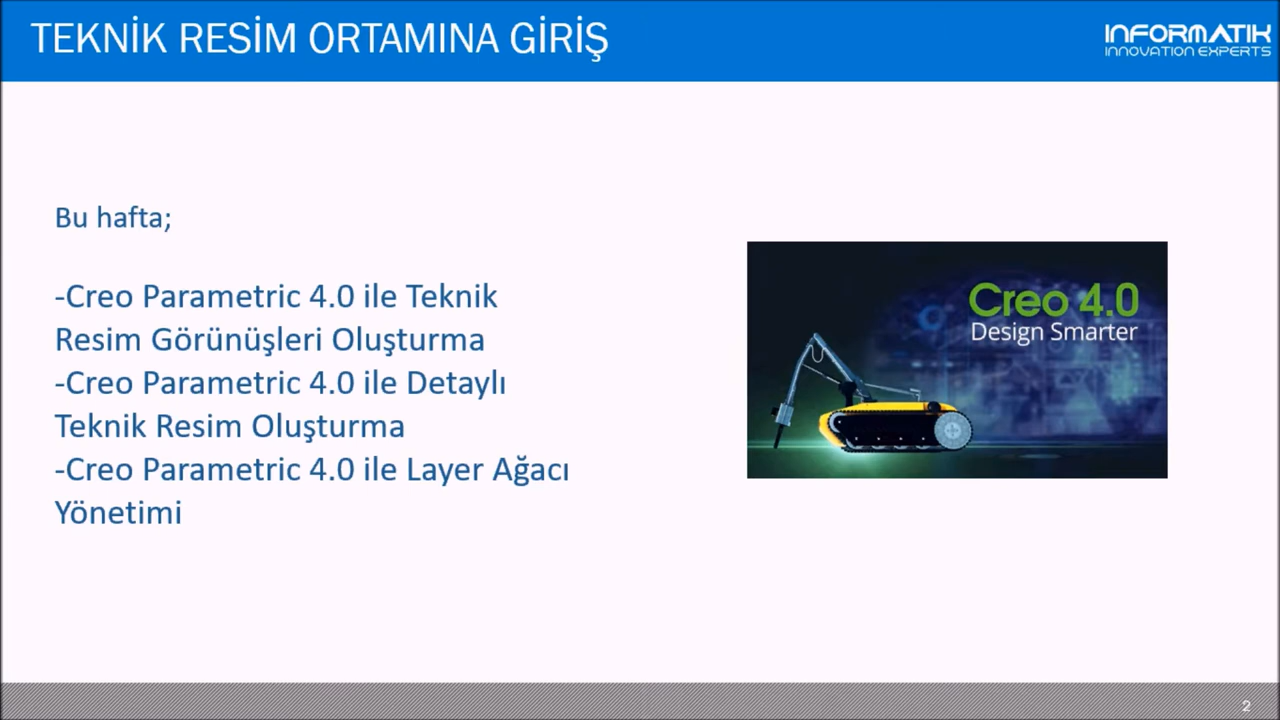 TEKNİK RESİM ORTAMINA GİRİŞ
INFORMATIK
INNOVATION EXPERTS
Bu hafta;
-Creo Parametric 4.0 ile Teknik
Resim Görünüşleri Oluşturma
-Creo Parametric 4.0 ile Detaylı
Teknik Resim Oluşturma
-Creo Parametric 4.0 ile Layer Ağacı
Yönetimi
Creo 4.0
Design Smarter
2